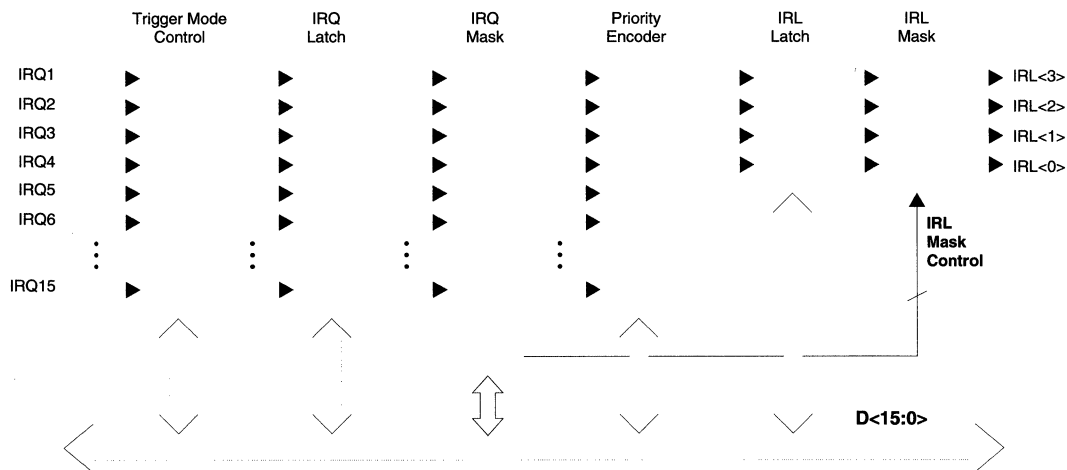 Trigger Mode
Control
IRQ
Latch
IRQ
Mask
Priority
Encoder
IRL
Latch
IRL
Mask
IRQ1
IRL<3>
IRQ2
IRL<2>
IRQ3
IRL<1>
IRQ4
IRL<0>
IRQ5
IRQ6
IRL
Mask
Control
IRQ15
D<15:0>